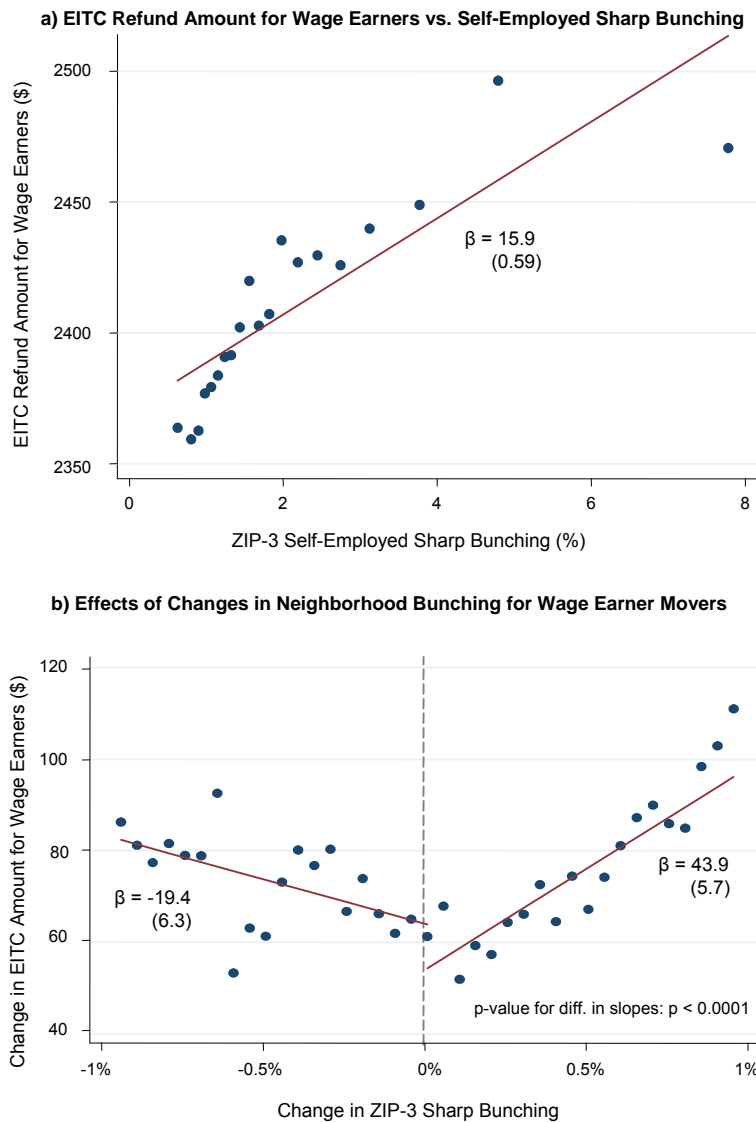 a) EITC Refund Amount for Wage Earners vs. Self-Employed Sharp Bunching
EITC Refund Amount for Wage Earners ($)
2500
2450
2400
2350
β = 15.9
(0.59)
0 2 4 6 8
ZIP-3 Self-Employed Sharp Bunching (%)
b) Effects of Changes in Neighborhood Bunching for Wage Earner Movers
Change in EITC Amount for Wage Earners ($)
120
100
80
60
40
β = -19.4
(6.3)
β = 43.9
(5.7)
p-value for diff. in slopes: p < 0.0001
-1% -0.5% 0% 0.5% 1%
Change in ZIP-3 Sharp Bunching